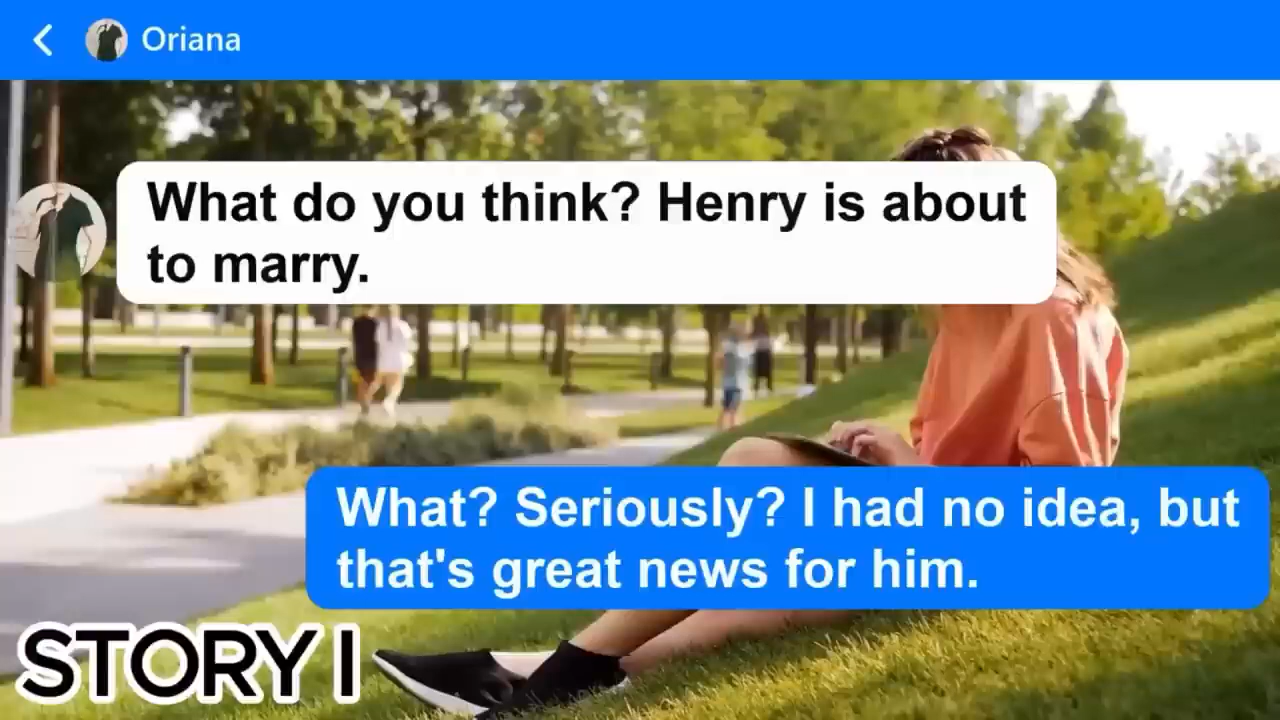 Oriana
What do you think? Henry is about
to marry.
What? Seriously? I had no idea, but
that's great news for him.
STORY I